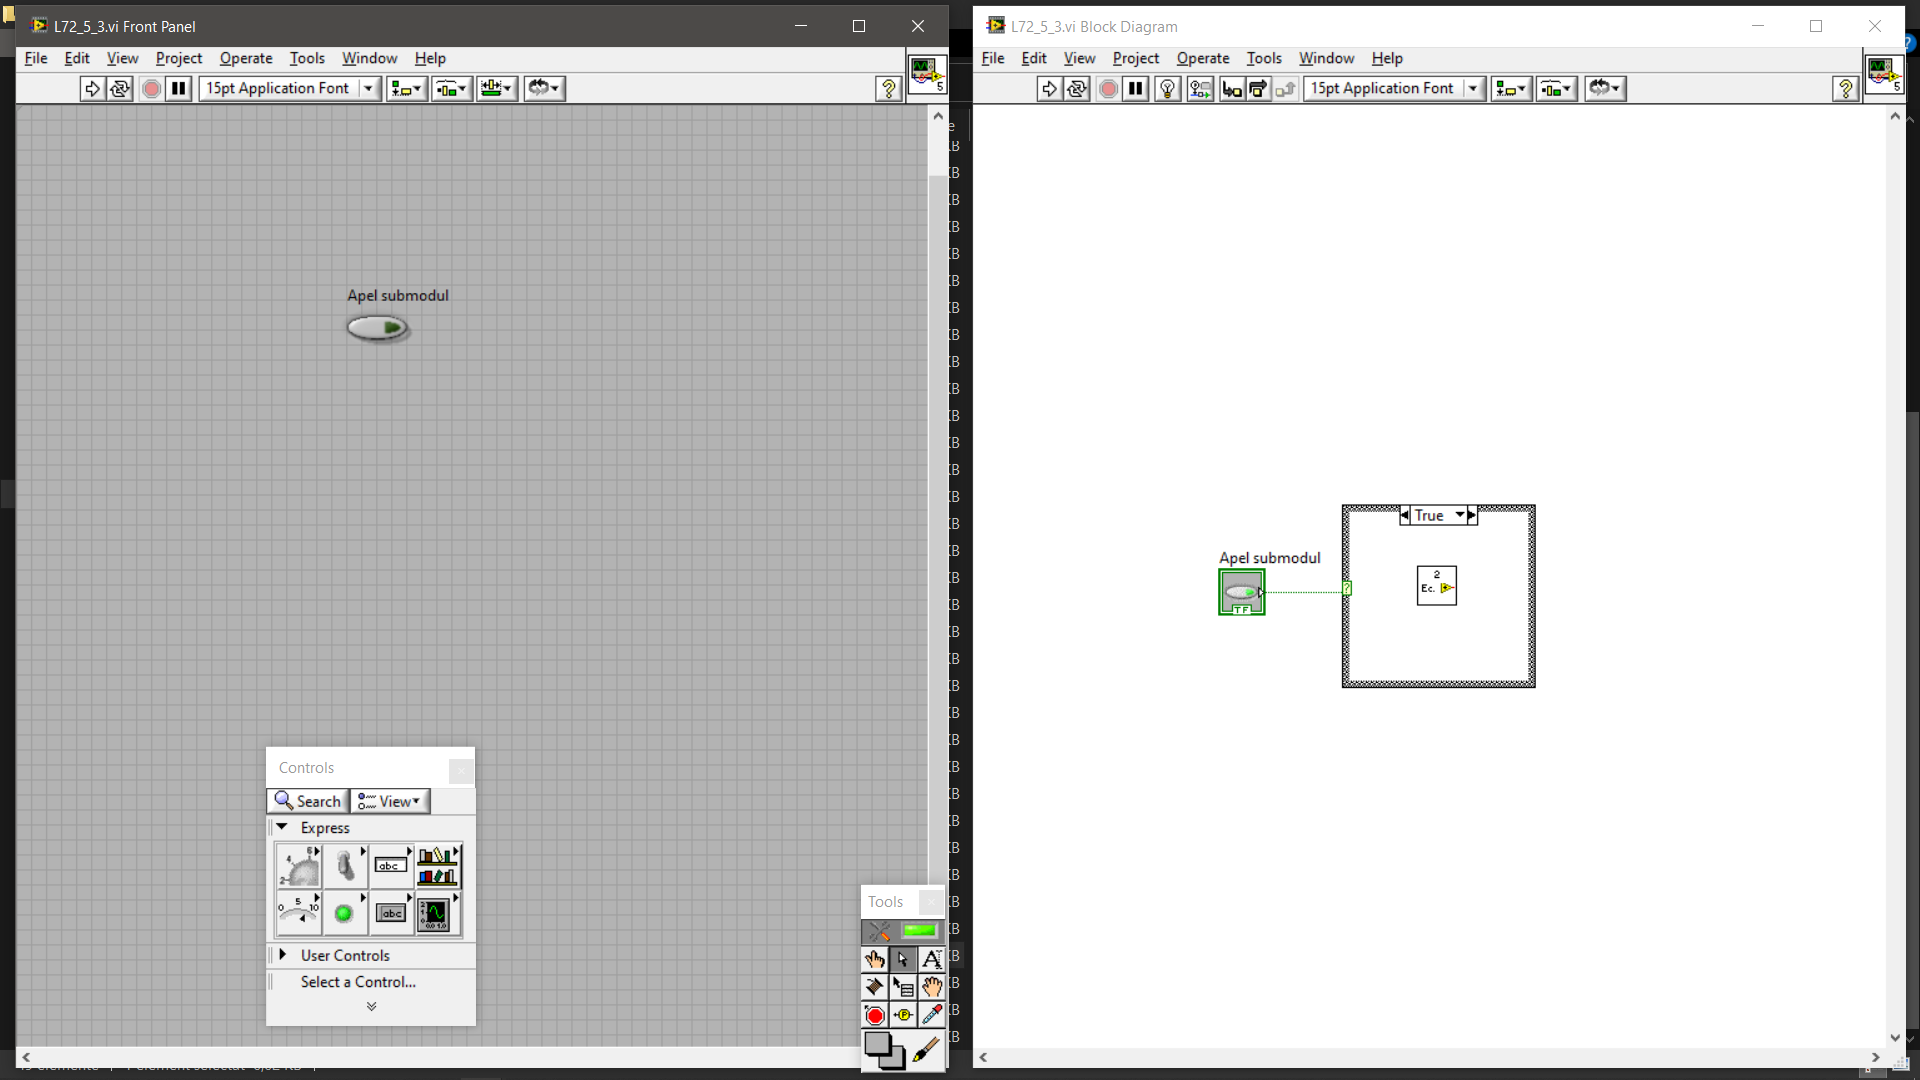 L72_5_3.vi Front Panel
File Edit View Project Operate Tools Window Help
15pt Application Font
5
Apel submodul
Controls
Search View
Express
User Controls
Select a Control...
Tools
L72_5_3.vi Block Diagram
File Edit View Project Operate Tools Window Help
15pt Application Font
5
True
Apel submodul
TF
?
2
Ec.